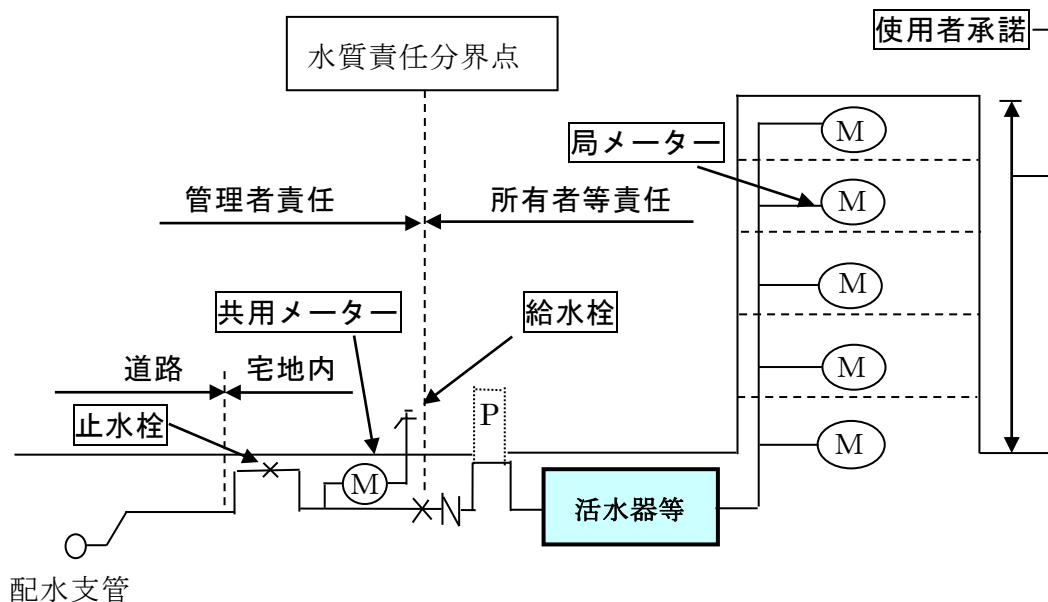 使用者承諾
水質責任分界点
M
局メーター
M
管理者責任
所有者等責任
M
共用メーター
給水栓
道路
宅地内
M
止水栓
P
M
M
活水器等
配水支管